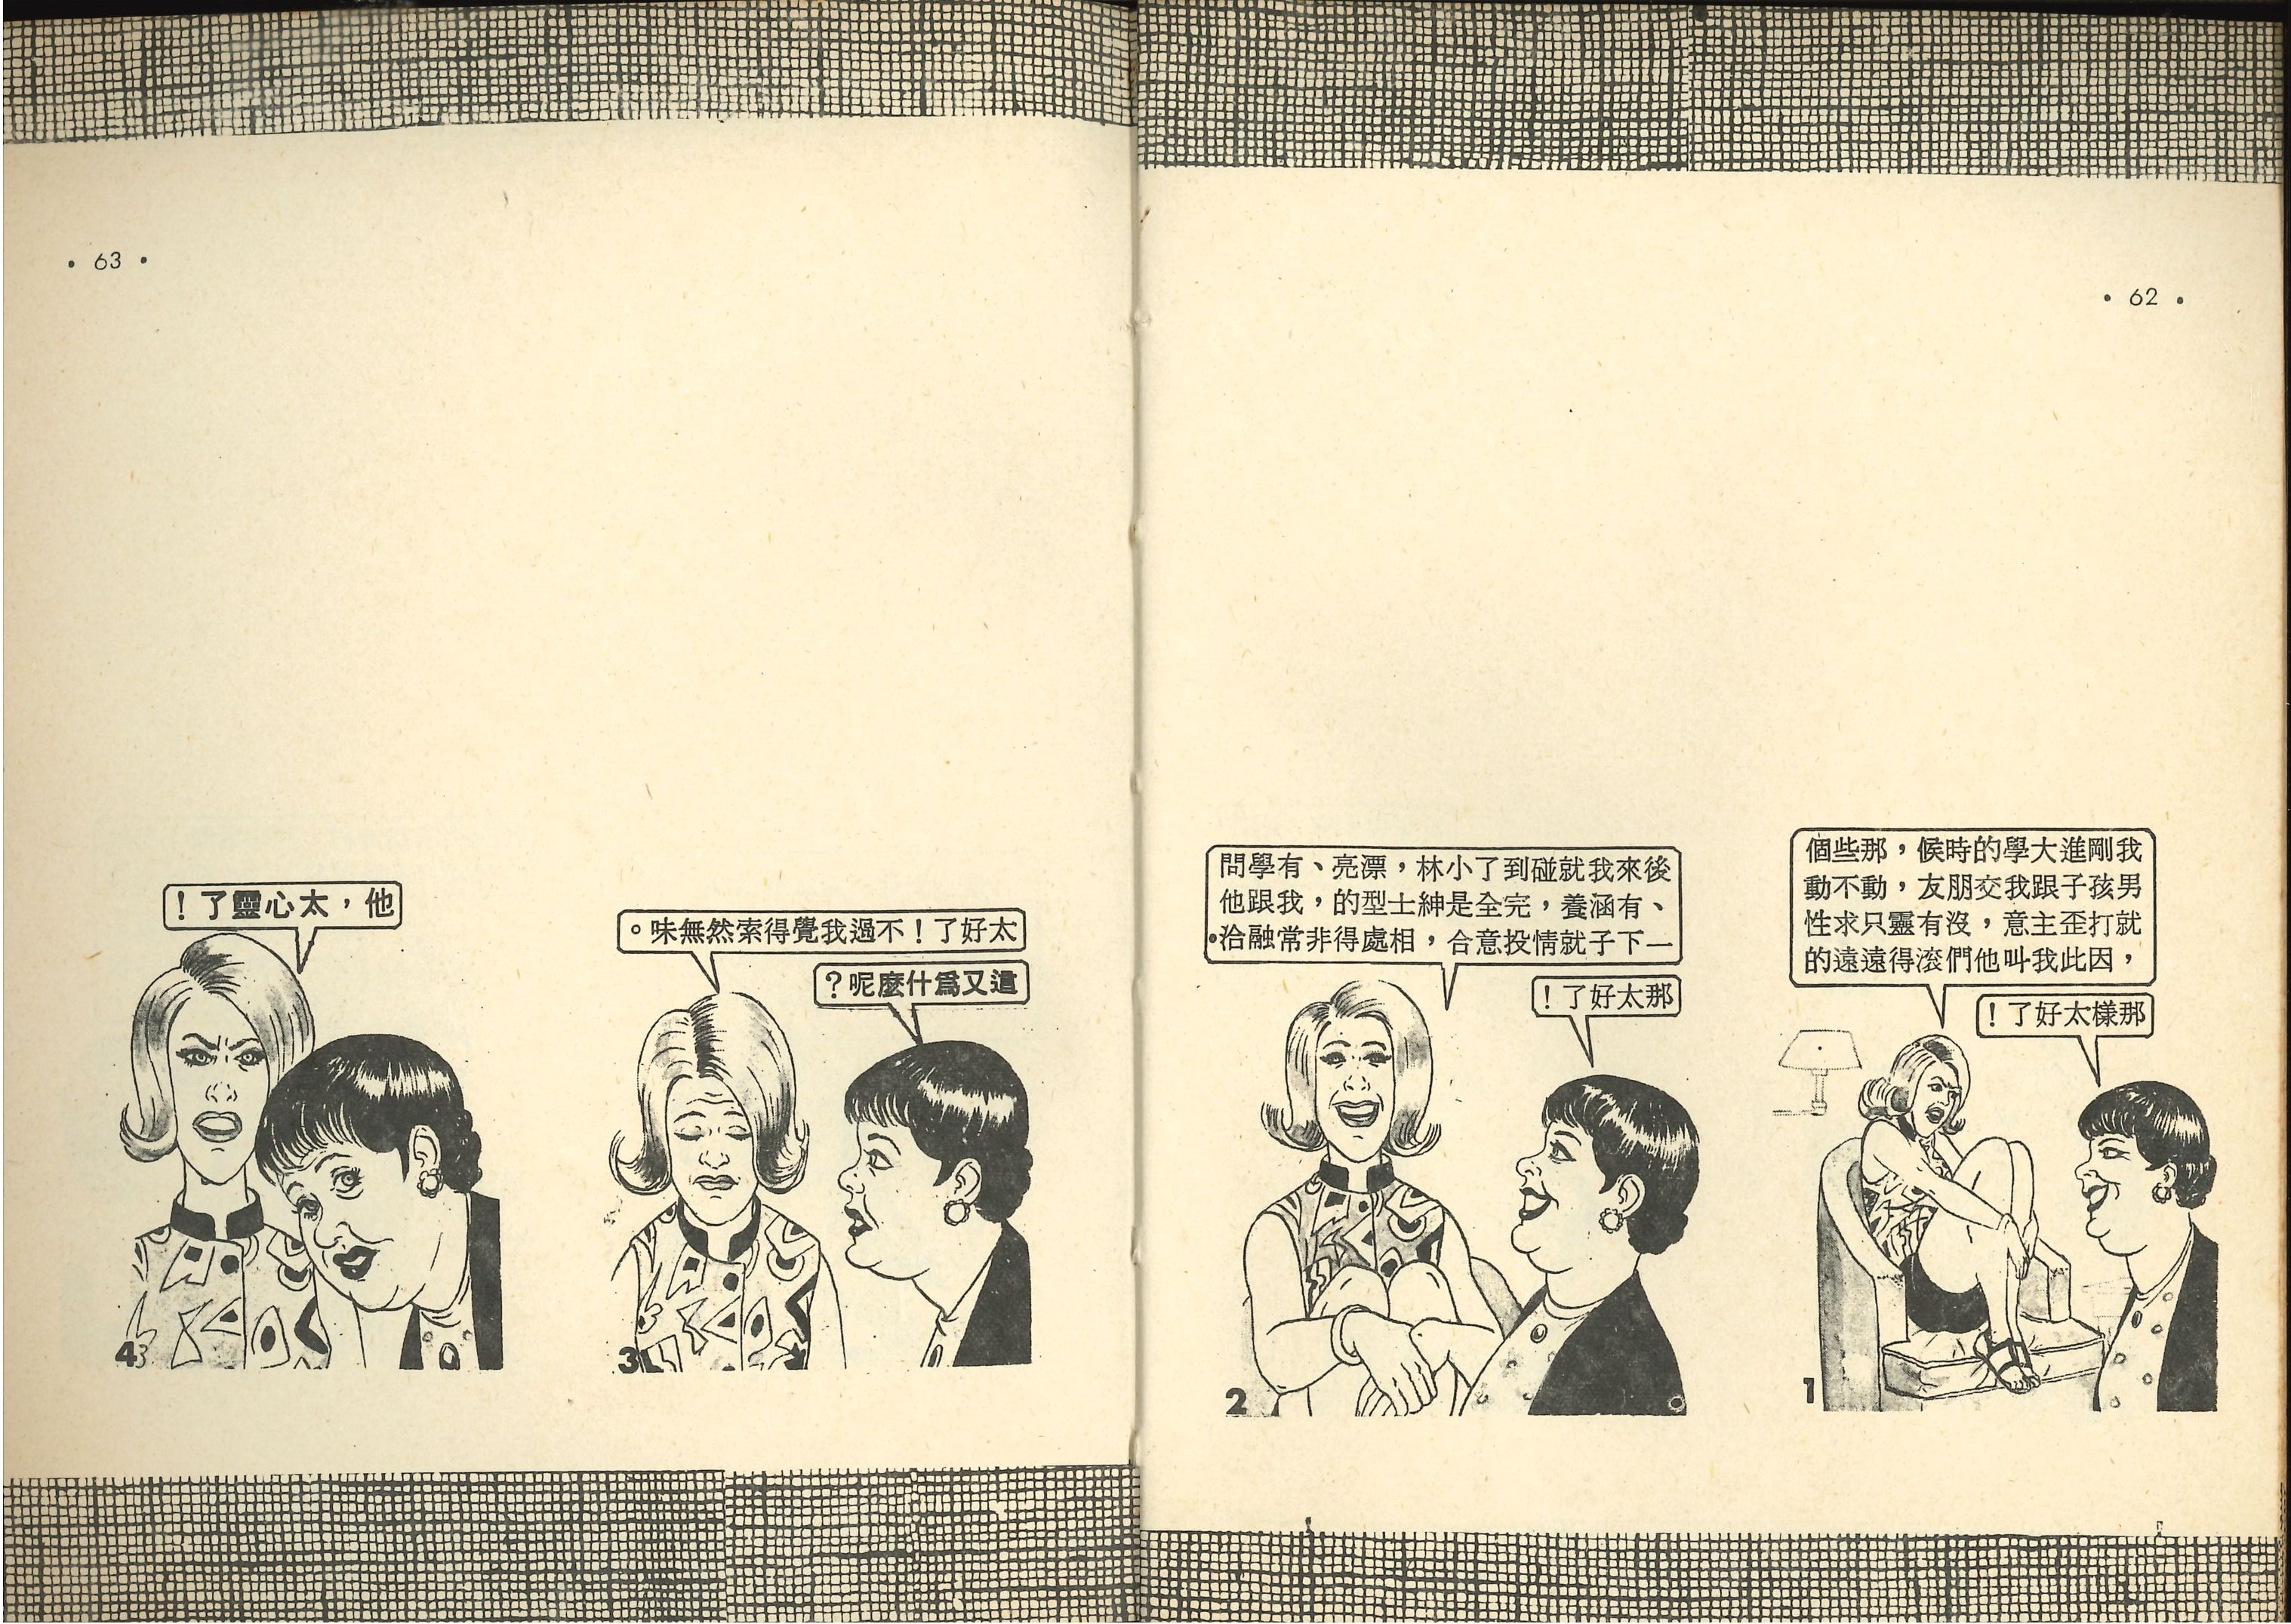 • 62 •
我剛進大學的時候，那些個
男孩子跟我交朋友，動不動
就打歪主意，沒有靈只求性
，因此我叫他們滾得遠遠的
那樣太好了！
1
後來我就碰到了小林，漂亮、有學問
、有涵養，完全是紳士型的，我跟他
一下子就情投意合，相處得非常融洽•
那太好了！
2
• 63 •
太好了！不過我覺得索然無味。
這又爲什麼呢？
3
他，太心靈了！
4